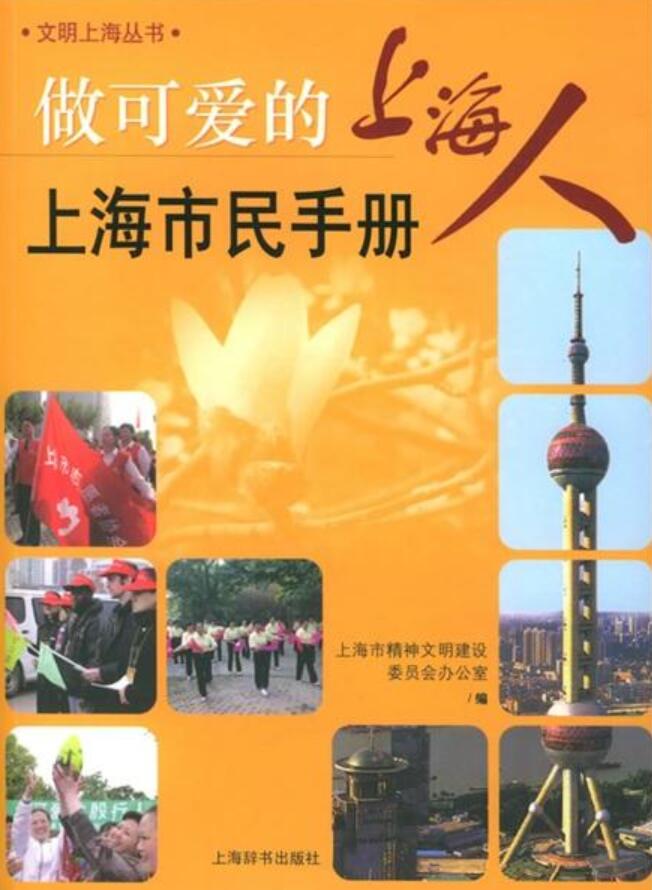 •文明上海丛书•
做可爱的上海人
上海市民手册
上海市精神文明建设
委员会办公室
/编
上海辞书出版社